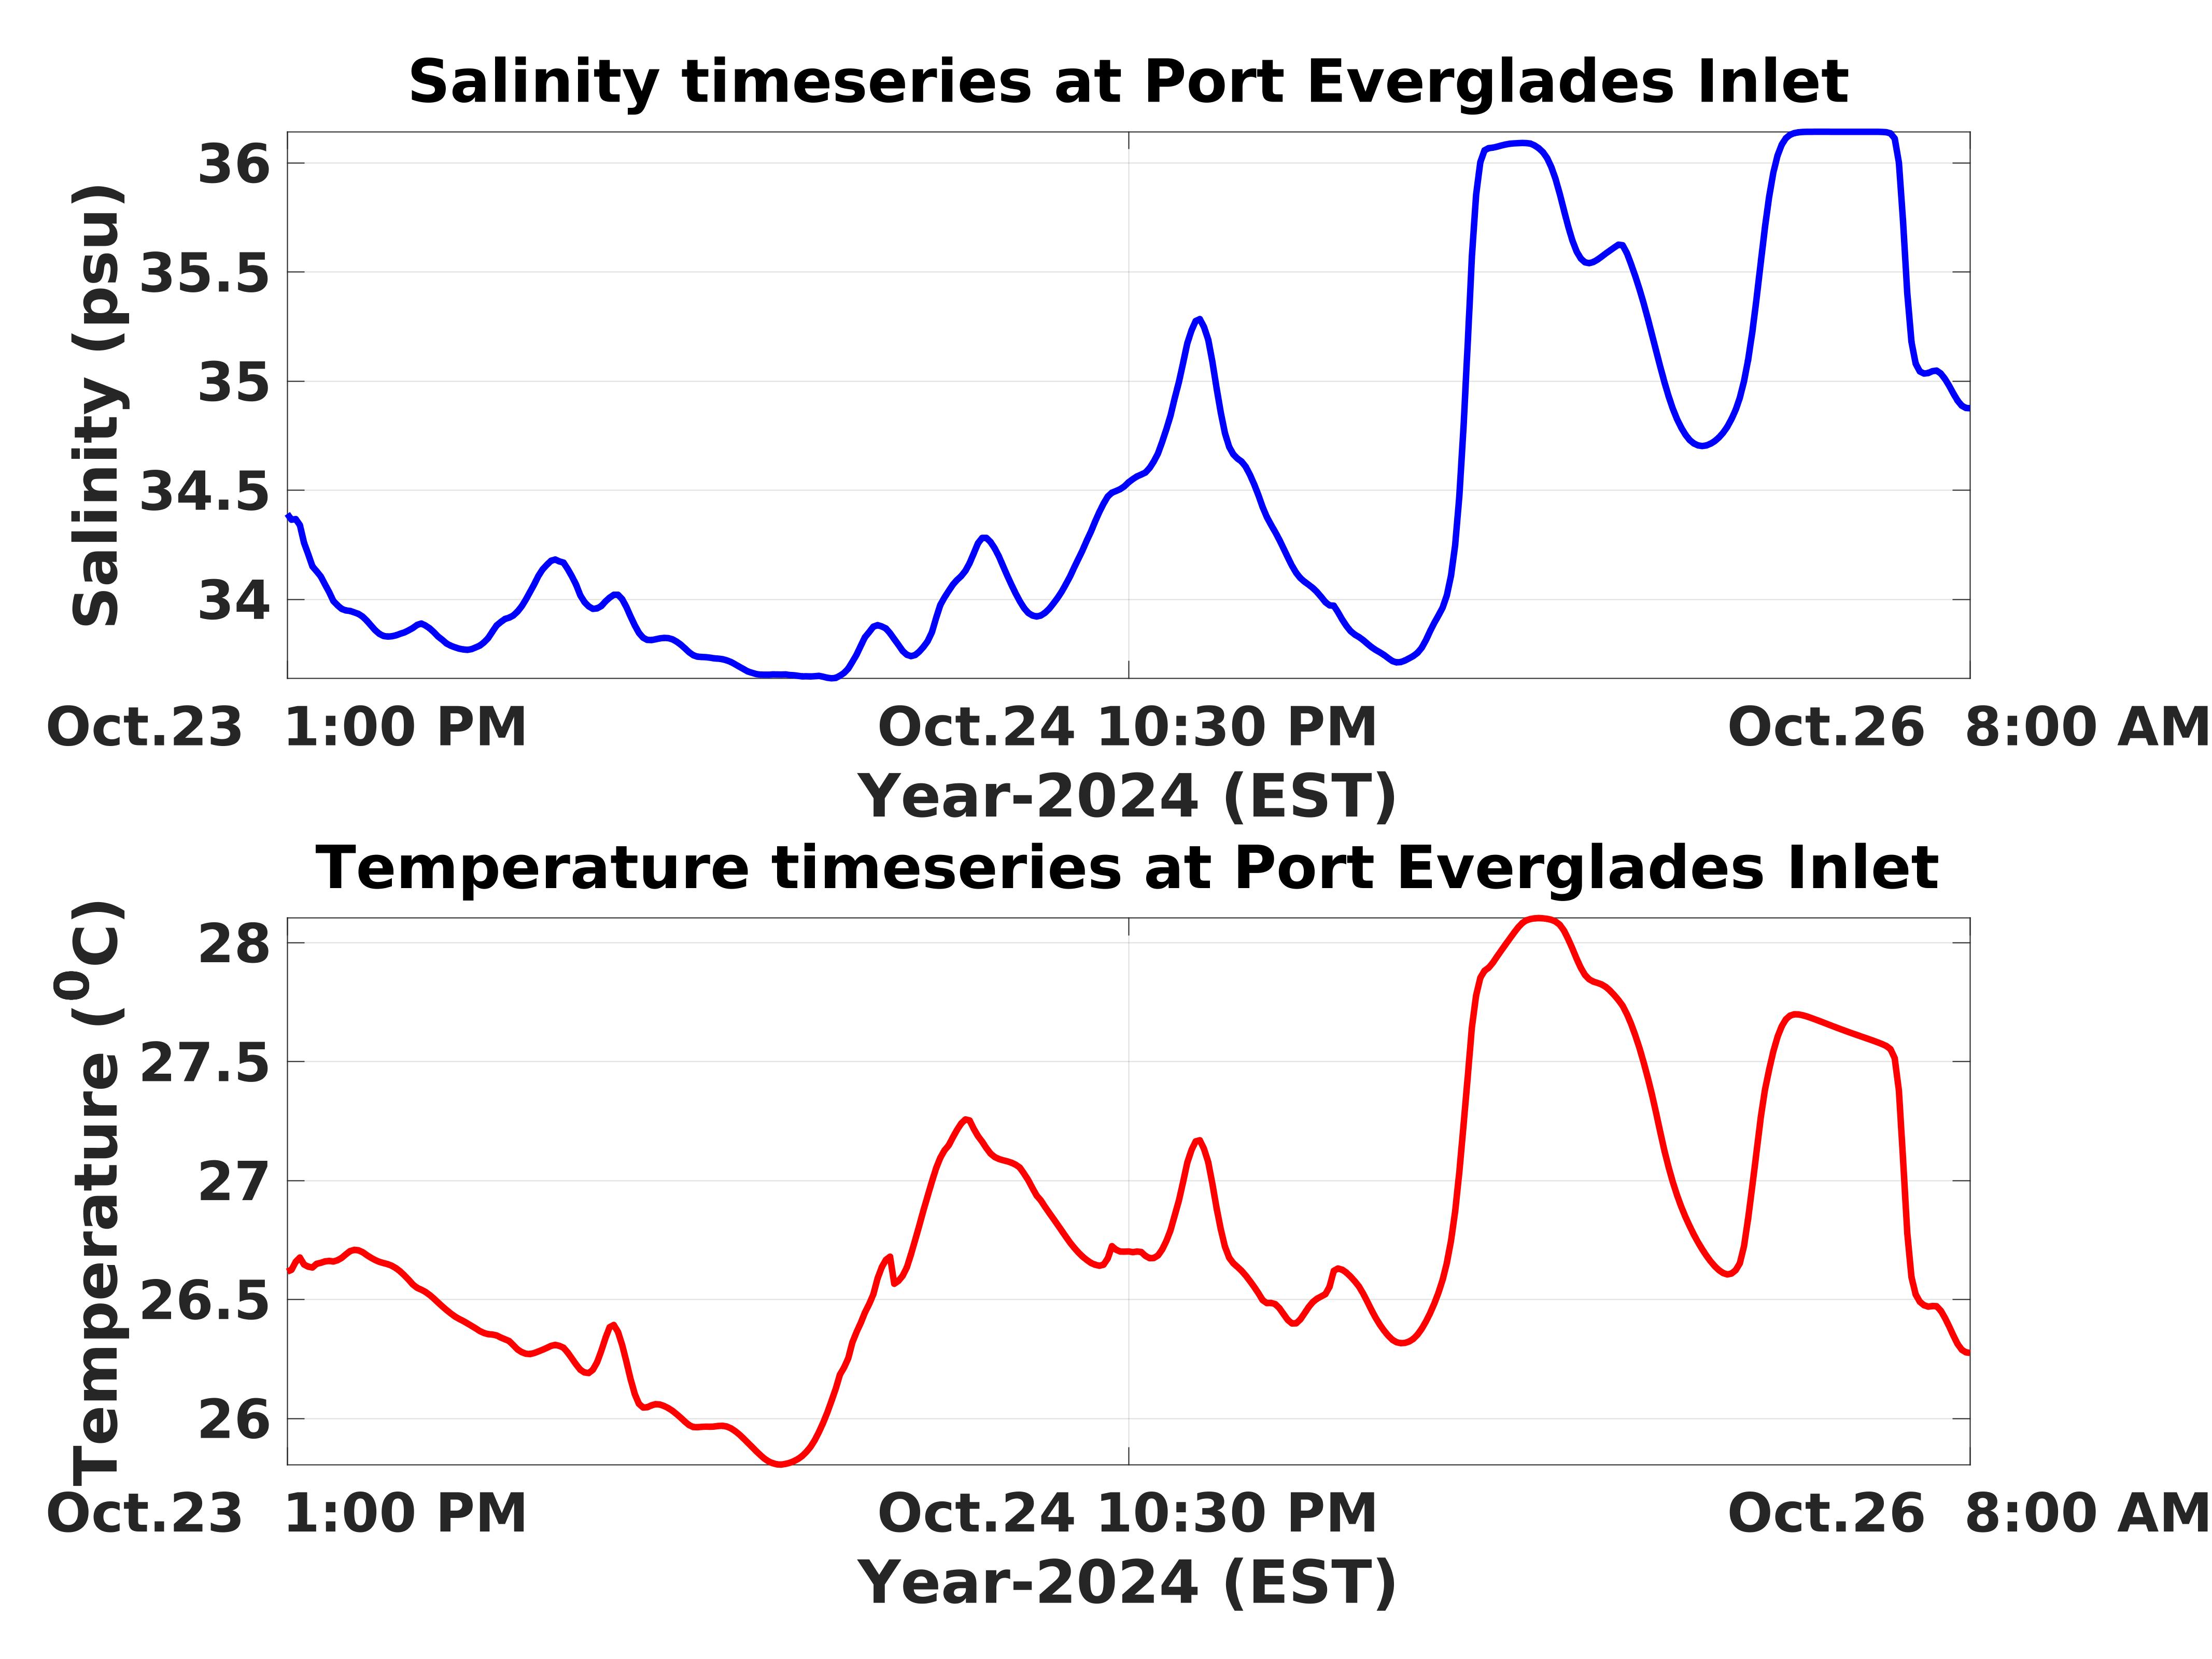 Salinity timeseries at Port Everglades Inlet
Salinity (psu)
36
35.5
35
34.5
34
Oct.23 1:00 PM Oct.24 10:30 PM Oct.26 8:00 AM
Year-2024 (EST)
Temperature timeseries at Port Everglades Inlet
Temperature (⁰C)
28
27.5
27
26.5
26
Oct.23 1:00 PM Oct.24 10:30 PM Oct.26 8:00 AM
Year-2024 (EST)